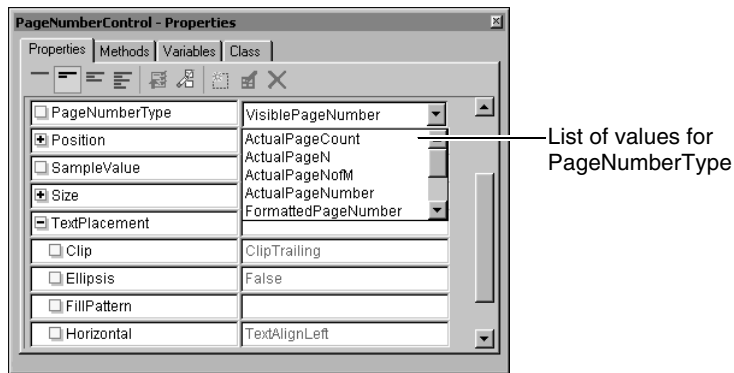 PageNumberControl - Properties
Properties Methods Variables Class
PageNumberType VisiblePageNumber
Position ActualPageCount
ActualPageN
SampleValue ActualPageNofM
Size ActualPageNumber
FormattedPageNumber
TextPlacement
Clip ClipTrailing
Ellipsis False
FillPattern
Horizontal TextAlignLeft
List of values for
PageNumberType